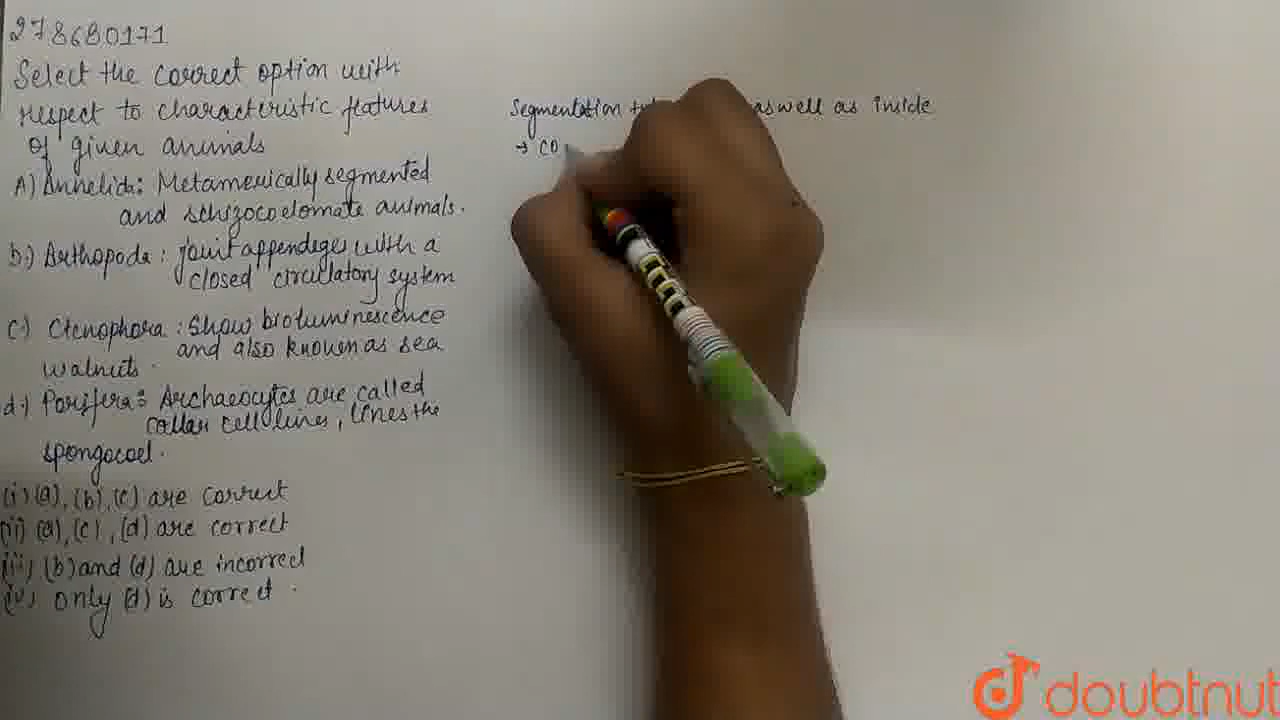 278680171
Select the correct option with
respect to characteristic features
of given animals
A) Annelida: Metamerically segmented
and schizocoelomate animals.
b.) Arthopoda: joint appendeges with a
closed circulatory system
c.) Ctenophora: Show bioluminescence
and also known as sea
walnuts.
d.) Porifera: Archaeocytes are called
collar cell lines, lines the
spongocoel.
(i) (a), (b), (c) are correct
(ii) (a), (c), (d) are correct
(iii) (b) and (d) are incorrect
(iv) only (d) is correct.
Segmentation as well as inside
→ CO
doubtnut